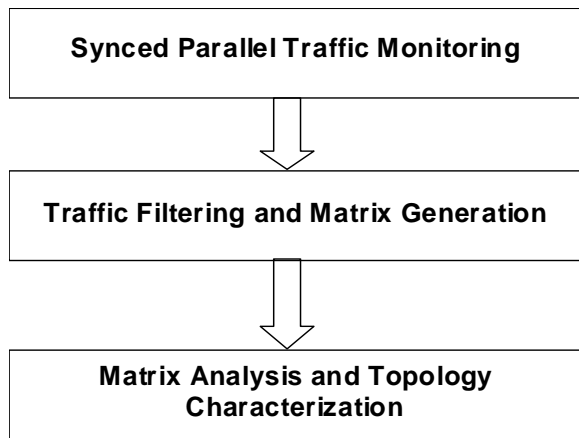 Synced Parallel Traffic Monitoring
Traffic Filtering and Matrix Generation
Matrix Analysis and Topology
Characterization